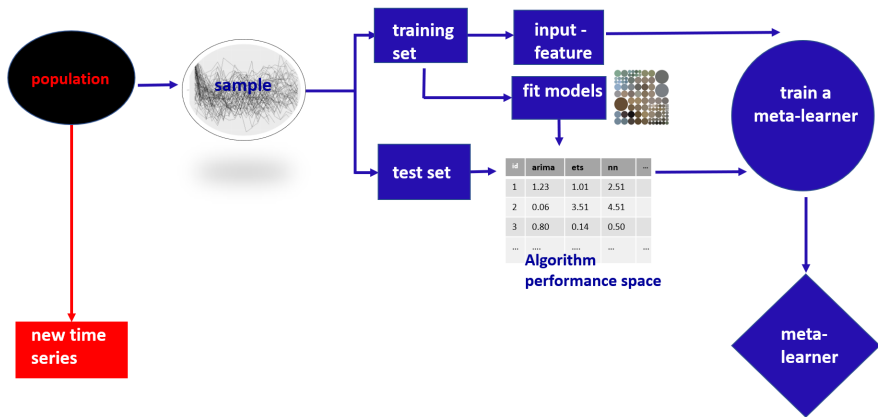 population
sample
training
set
input -
feature
fit models
train a
meta-learner
test set
id arima ets nn ...
1 1.23 1.01 2.51
2 0.06 3.51 4.51
3 0.80 0.14 0.50
... .... .... ... ...
Algorithm
performance space
new time
series
meta-
learner